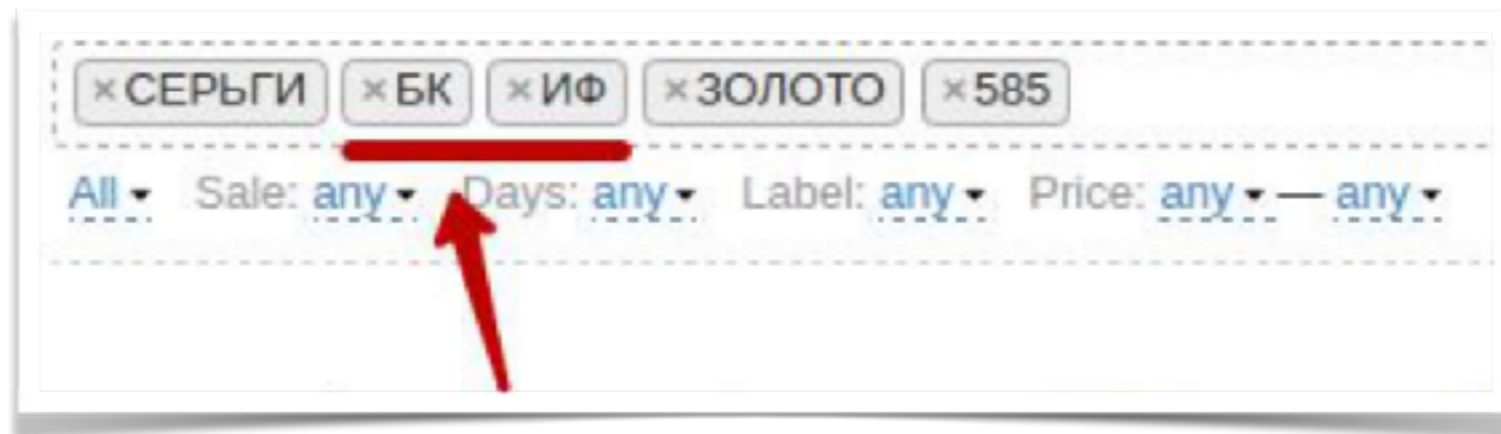 ×СЕРЬГИ ×БК ×ИФ ×ЗОЛОТО ×585
All Sale: any Days: any Label: any Price: any — any